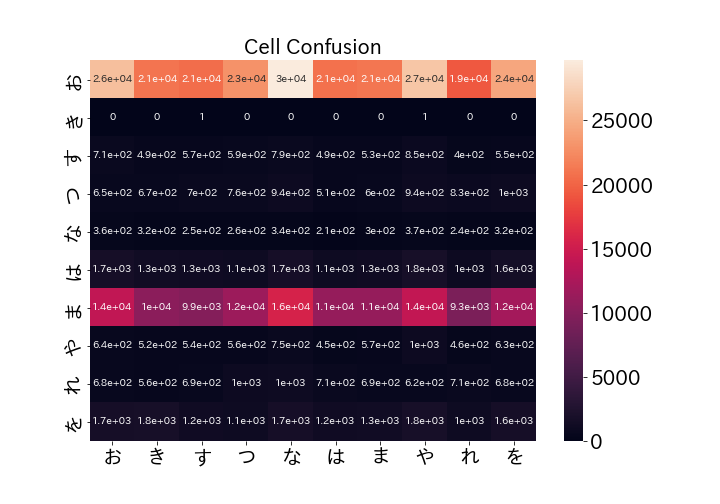 Cell Confusion
お 2.6e+04 2.1e+04 2.1e+04 2.3e+04 3e+04 2.1e+04 2.1e+04 2.7e+04 1.9e+04 2.4e+04
き 0 0 1 0 0 0 0 1 0 0
す 7.1e+02 4.9e+02 5.7e+02 5.9e+02 7.9e+02 4.9e+02 5.3e+02 8.5e+02 4e+02 5.5e+02
つ 6.5e+02 6.7e+02 7e+02 7.6e+02 9.4e+02 5.1e+02 6e+02 9.4e+02 8.3e+02 1e+03
な 3.6e+02 3.2e+02 2.5e+02 2.6e+02 3.4e+02 2.1e+02 3e+02 3.7e+02 2.4e+02 3.2e+02
は 1.7e+03 1.3e+03 1.3e+03 1.1e+03 1.7e+03 1.1e+03 1.3e+03 1.8e+03 1e+03 1.6e+03
ま 1.4e+04 1e+04 9.9e+03 1.2e+04 1.6e+04 1.1e+04 1.1e+04 1.4e+04 9.3e+03 1.2e+04
や 6.4e+02 5.2e+02 5.4e+02 5.6e+02 7.5e+02 4.5e+02 5.7e+02 1e+03 4.6e+02 6.3e+02
れ 6.8e+02 5.6e+02 6.9e+02 1e+03 1e+03 7.1e+02 6.9e+02 6.2e+02 7.1e+02 6.8e+02
を 1.7e+03 1.8e+03 1.2e+03 1.1e+03 1.7e+03 1.2e+03 1.3e+03 1.8e+03 1e+03 1.6e+03
お き す つ な は ま や れ を
25000
20000
15000
10000
5000
0